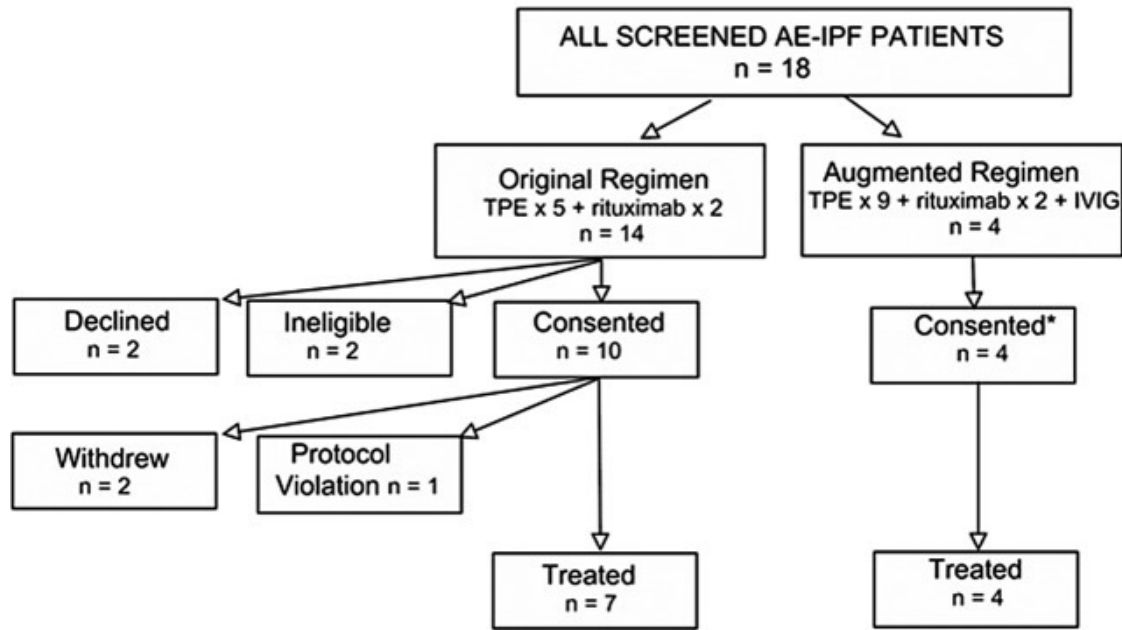 ALL SCREENED AE-IPF PATIENTS
n = 18
Original Regimen
TPE x 5 + rituximab x 2
n = 14
Augmented Regimen
TPE x 9 + rituximab x 2 + IVIG
n = 4
Declined
n = 2
Ineligible
n = 2
Consented
n = 10
Consented*
n = 4
Withdrew
n = 2
Protocol
Violation n = 1
Treated
n = 7
Treated
n = 4